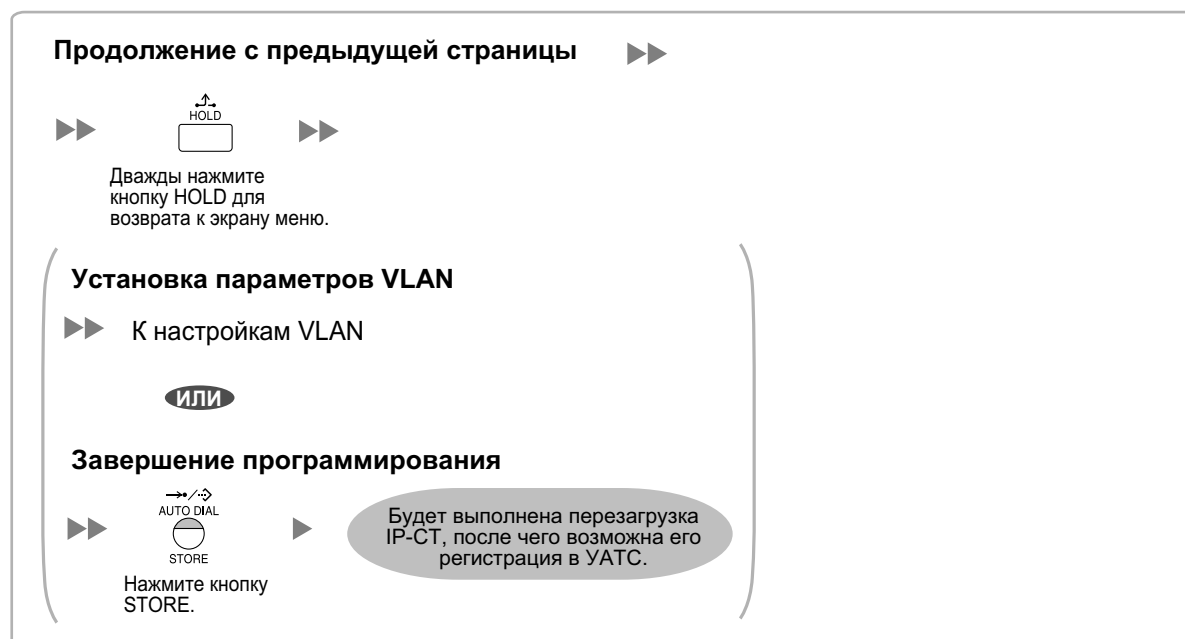 Продолжение с предыдущей страницы
HOLD
Дважды нажмите
кнопку HOLD для
возврата к экрану меню.
Установка параметров VLAN
К настройкам VLAN
ИЛИ
Завершение программирования
AUTO DIAL
STORE
Нажмите кнопку
STORE.
Будет выполнена перезагрузка
IP-СТ, после чего возможна его
регистрация в УАТС.